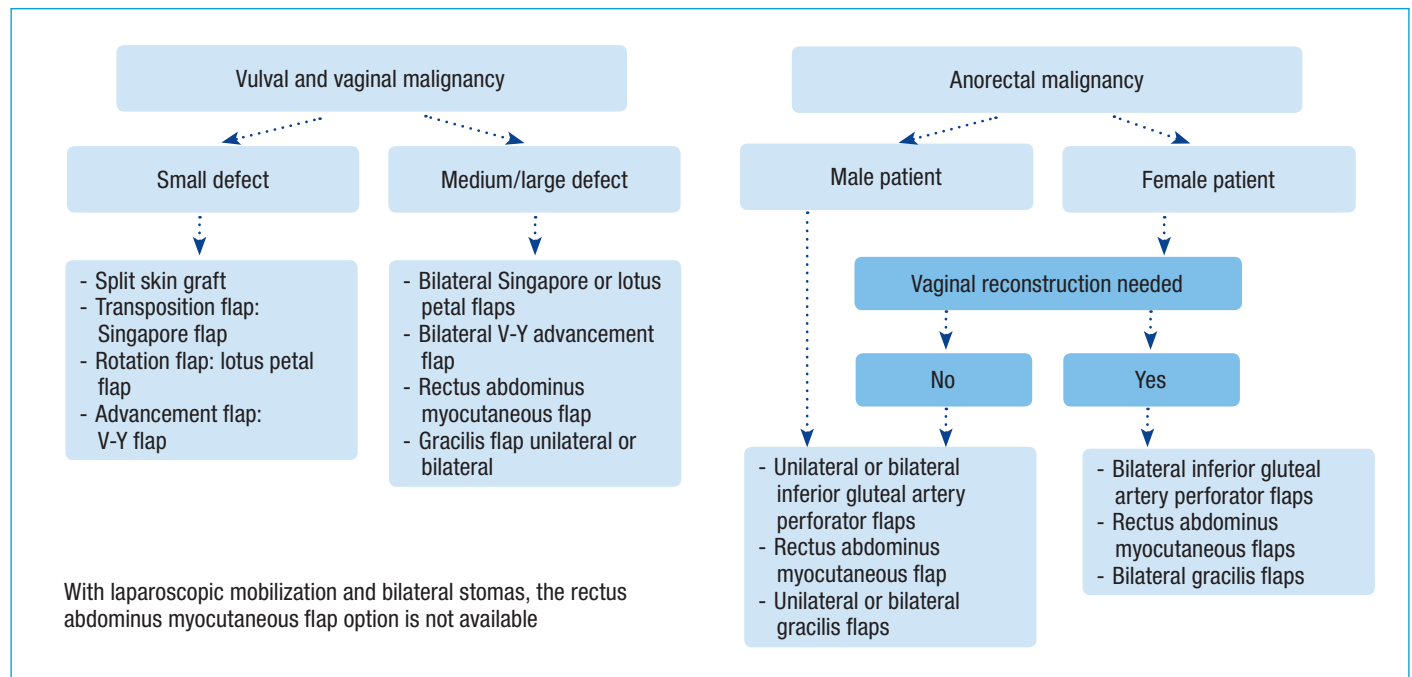 Vulval and vaginal malignancy
Small defect
Medium/large defect
- Split skin graft
- Transposition flap:
Singapore flap
- Rotation flap: lotus petal
flap
- Advancement flap:
V-Y flap
- Bilateral Singapore or lotus
petal flaps
- Bilateral V-Y advancement
flap
- Rectus abdominus
myocutaneous flap
- Gracilis flap unilateral or
bilateral
With laparoscopic mobilization and bilateral stomas, the rectus
abdominus myocutaneous flap option is not available
Anorectal malignancy
Male patient
Female patient
Vaginal reconstruction needed
No
Yes
- Unilateral or bilateral
inferior gluteal artery
perforator flaps
- Rectus abdominus
myocutaneous flap
- Unilateral or bilateral
gracilis flaps
- Bilateral inferior gluteal
artery perforator flaps
- Rectus abdominus
myocutaneous flaps
- Bilateral gracilis flaps